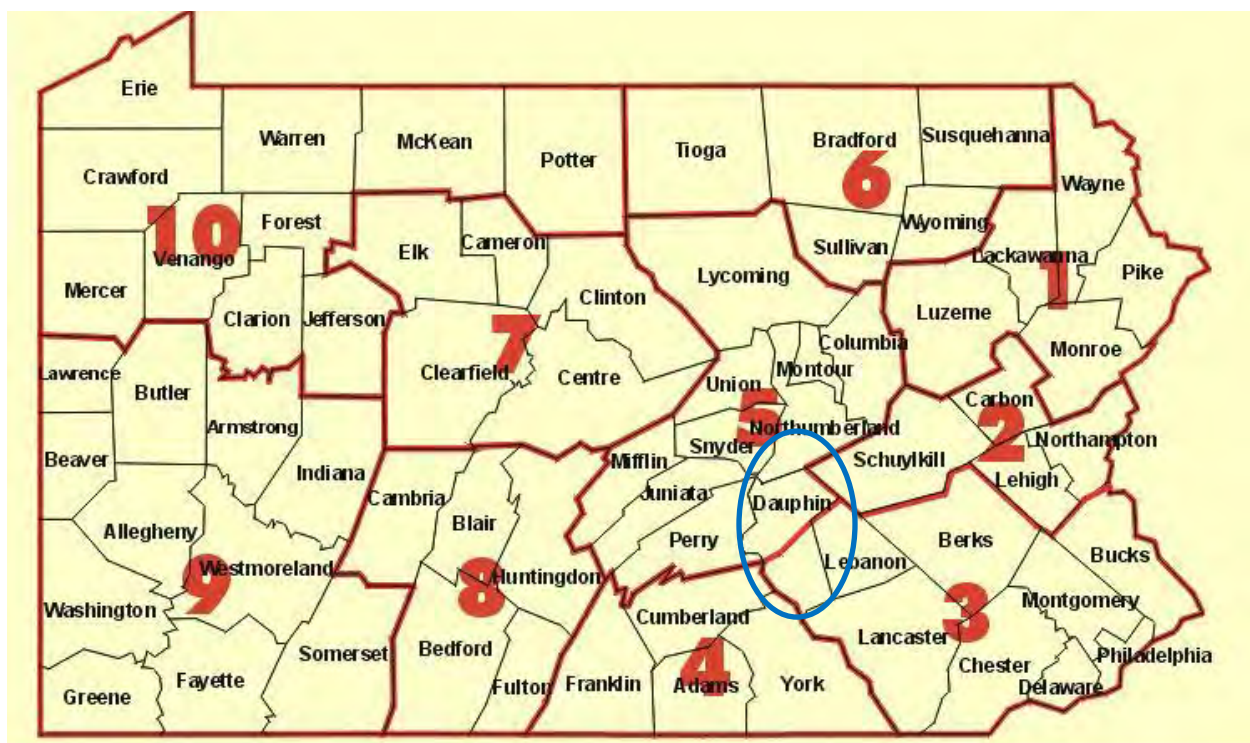 Erie
Warren
McKean
Potter
Tioga
Bradford
Susquehanna
6
Crawford
Wayne
10
Forest
Venango
Elk
Cameron
Wyoming
Sullivan
Lycoming
Lackawanna
Pike
1
Mercer
Clarion
Jefferson
Clinton
Luzerne
7
Columbia
Monroe
Lawrence
Butler
Clearfield
Centre
Union
Montour
Carbon
2
5
Armstrong
Northumberland
Northampton
Beaver
Indiana
Snyder
Mifflin
Schuylkill
Lehigh
Cambria
Juniata
Dauphin
Allegheny
Blair
Perry
Lebanon
Berks
Bucks
9
Westmoreland
8
Huntingdon
Washington
Cumberland
3
Montgomery
Somerset
Bedford
4
Lancaster
Philadelphia
Greene
Fayette
Fulton
Franklin
Adams
York
Chester
Delaware